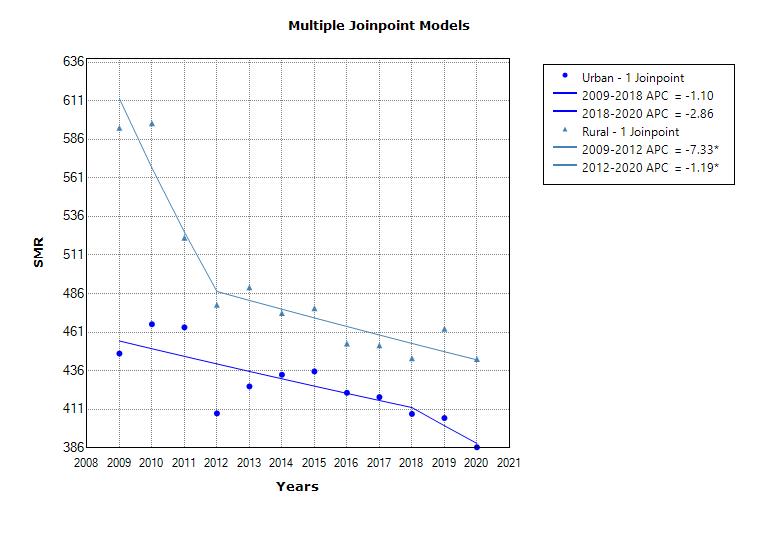 Multiple Joinpoint Models
636
611
586
561
536
511
486
461
436
411
386
SMR
2008 2009 2010 2011 2012 2013 2014 2015 2016 2017 2018 2019 2020 2021
Years
Urban - 1 Joinpoint
2009-2018 APC = -1.10
2018-2020 APC = -2.86
Rural - 1 Joinpoint
2009-2012 APC = -7.33*
2012-2020 APC = -1.19*